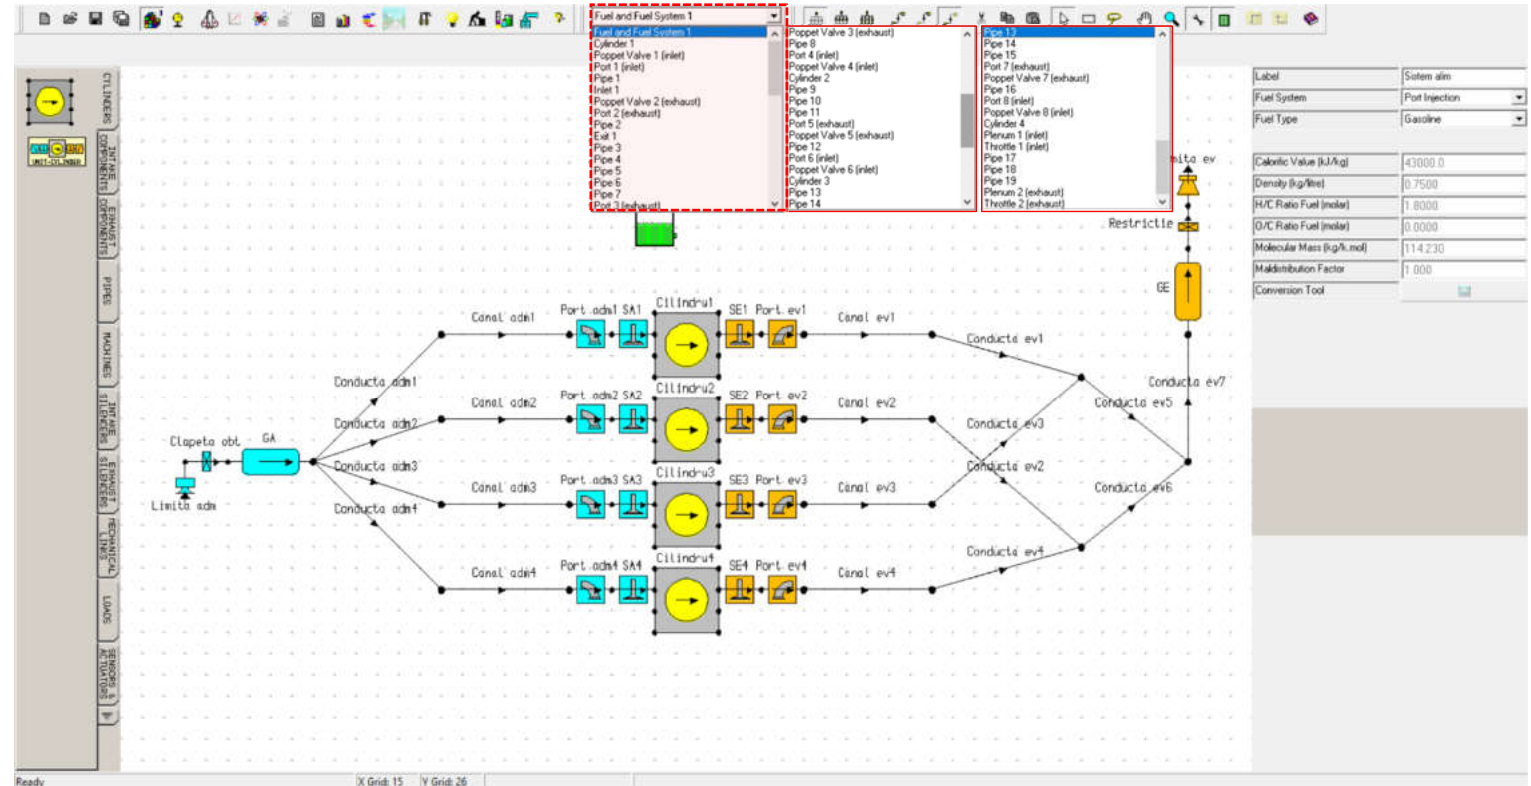 Fuel and Fuel System 1
Fuel and Fuel System 1
Cylinder 1
Poppet Valve 1 (inlet)
Port 1 (inlet)
Pipe 1
Inlet 1
Poppet Valve 2 (exhaust)
Port 2 (exhaust)
Pipe 2
Exit 1
Pipe 3
Pipe 4
Pipe 5
Pipe 6
Pipe 7
Port 3 (exhaust)
Poppet Valve 3 (exhaust)
Pipe 8
Port 4 (inlet)
Poppet Valve 4 (inlet)
Cylinder 2
Pipe 9
Pipe 10
Pipe 11
Port 5 (exhaust)
Poppet Valve 5 (exhaust)
Pipe 12
Port 6 (inlet)
Poppet Valve 6 (inlet)
Cylinder 3
Pipe 13
Pipe 14
Pipe 13
Pipe 14
Pipe 15
Port 7 (exhaust)
Poppet Valve 7 (exhaust)
Pipe 16
Port 8 (inlet)
Poppet Valve 8 (inlet)
Cylinder 4
Plenum 1 (inlet)
Throttle 1 (inlet)
Pipe 17
Pipe 18
Pipe 19
Plenum 2 (exhaust)
Throttle 2 (exhaust)
CYLINDERS
INTAKE COMPONENTS
EXHAUST COMPONENTS
PIPES
MACHINES
INTAKE SILENCERS
EXHAUST SILENCERS
MECHANICAL LINKS
LOADS
SENSORS & ACTUATORS
UNIT-CYLINDER
Label Sistem alim
Fuel System Port Injection
Fuel Type Gasoline
Calorific Value (kJ/kg) 43000.0
Density (kg/litre) 0.7500
H/C Ratio Fuel (molar) 1.8000
O/C Ratio Fuel (molar) 0.0000
Molecular Mass (kg/k.mol) 114.230
Maldistribution Factor 1.000
Conversion Tool
mita ev
Restrictie
GE
Canal adm1
Port adm1 SA1
Cilindru1
SE1 Port ev1
Canal ev1
Conducta ev1
Conducta adm1
Conducta ev7
Canal adm2
Port adm2 SA2
Cilindru2
SE2 Port ev2
Canal ev2
Conducta ev5
Conducta adm2
Conducta ev3
Clapeta obt
GA
Conducta adm3
Conducta ev2
Canal adm3
Port adm3 SA3
Cilindru3
SE3 Port ev3
Canal ev3
Conducta ev6
Limita adm
Conducta adm4
Conducta ev4
Canal adm4
Port adm4 SA4
Cilindru4
SE4 Port ev4
Canal ev4
Ready
X Grid: 15
Y Grid: 26